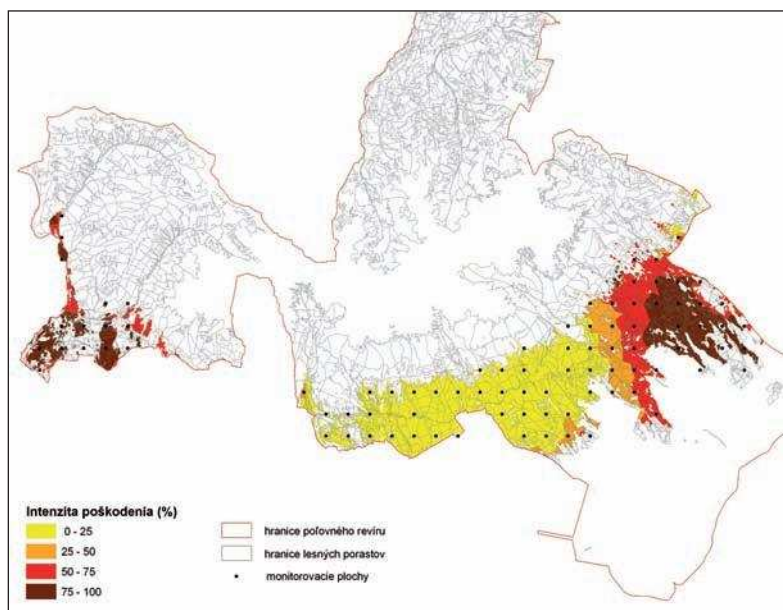 Intenzita poškodenia (%)
0 - 25
25 - 50
50 - 75
75 - 100
hranice poľovného revíru
hranice lesných porastov
monitorovacie plochy